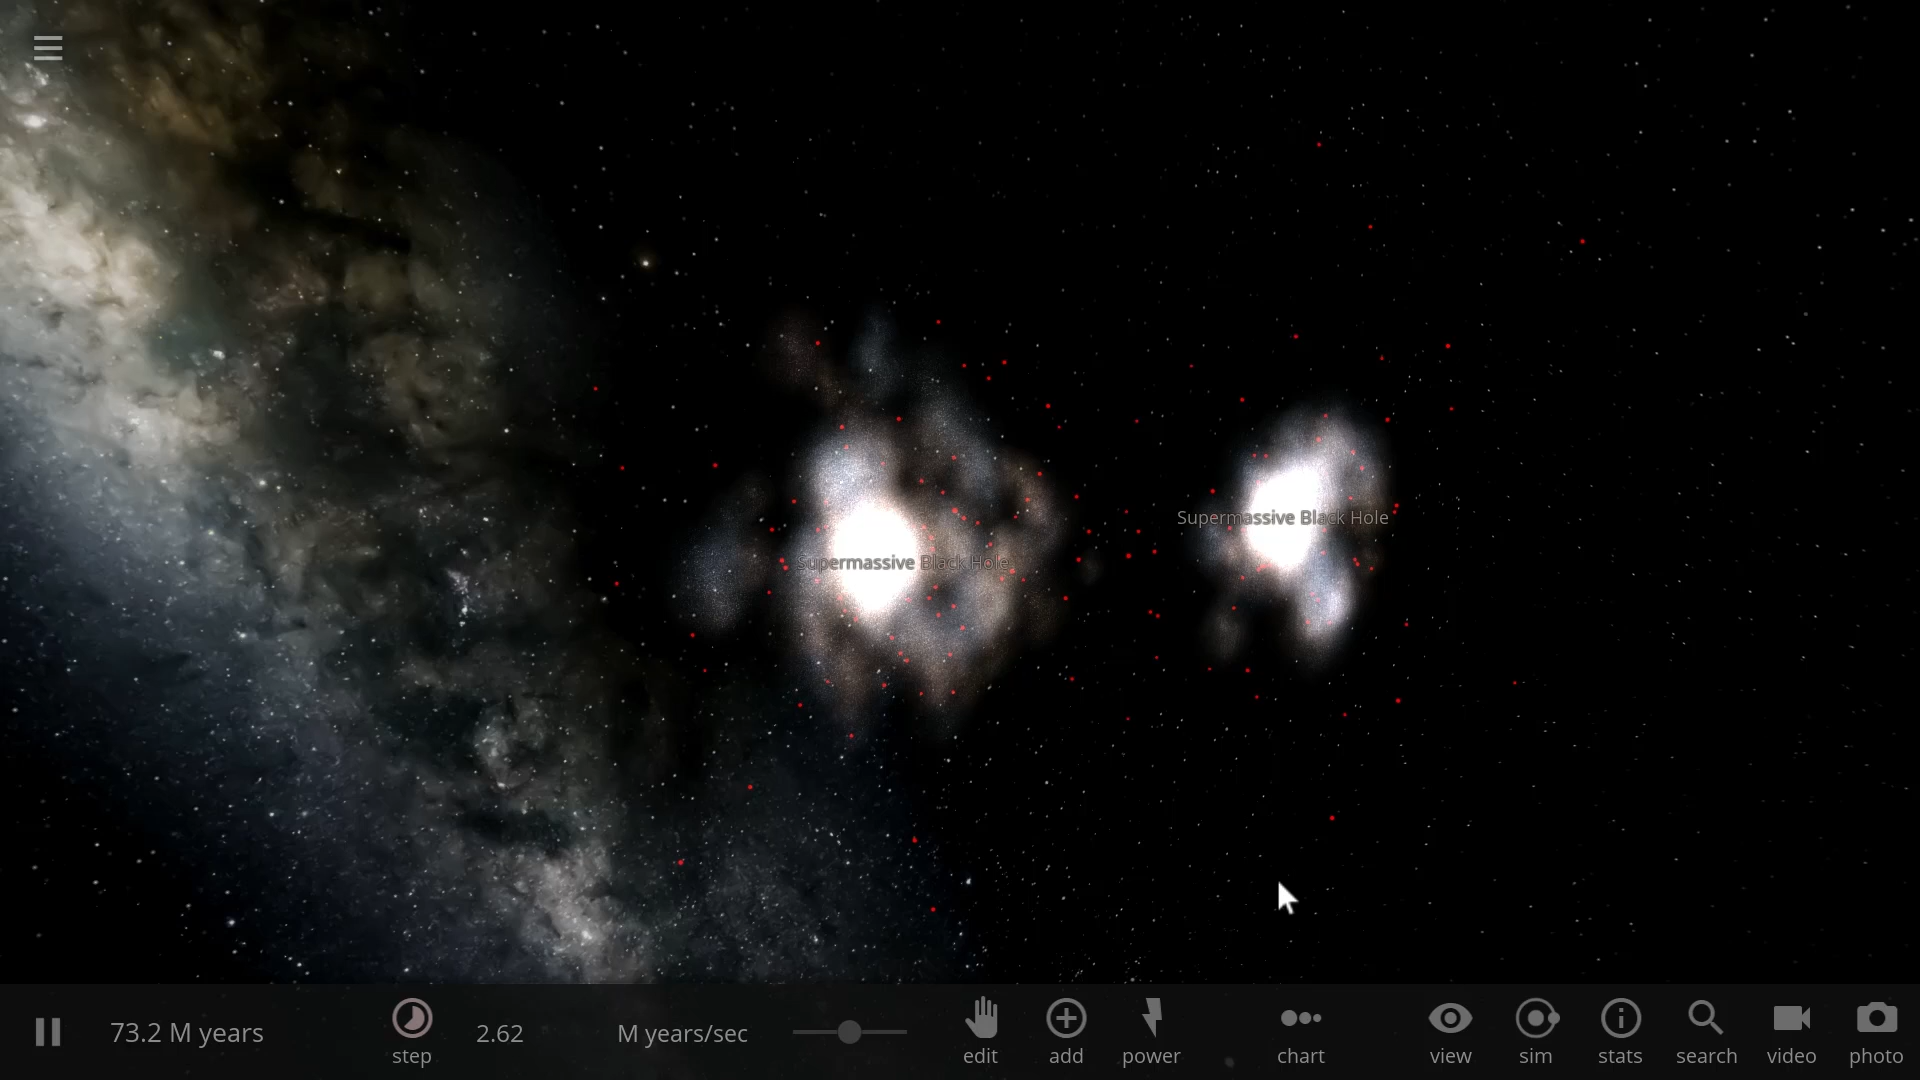 Supermassive Black Hole
Supermassive Black Hole
73.2 M years
step
2.62
M years/sec
edit
add
power
chart
view
sim
stats
search
video
photo